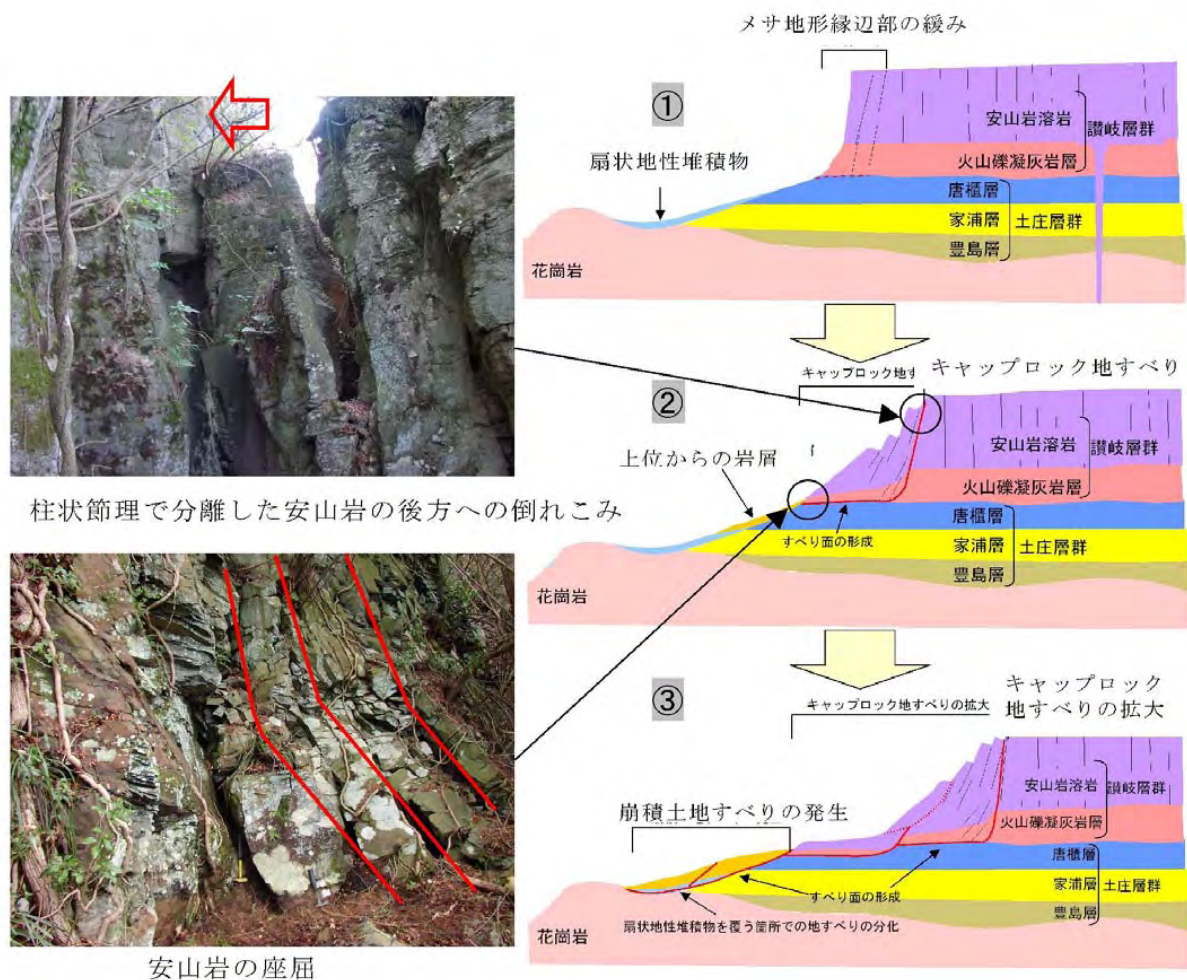 メサ地形縁辺部の緩み
①
安山岩溶岩
讃岐層群
火山礫凝灰岩層
扇状地性堆積物
唐櫃層
家浦層
土庄層群
豊島層
花崗岩
柱状節理で分離した安山岩の後方への倒れこみ
キャップロック地す
キャップロック地すべり
②
安山岩溶岩
讃岐層群
上位からの岩屑
火山礫凝灰岩層
唐櫃層
すべり面の形成
家浦層
土庄層群
豊島層
花崗岩
安山岩の座屈
③
キャップロック地すべりの拡大
キャップロック
地すべりの拡大
安山岩溶岩
讃岐層群
崩積土地すべりの発生
火山礫凝灰岩層
唐櫃層
すべり面の形成
家浦層
土庄層群
扇状地性堆積物を覆う箇所での地すべりの分化
豊島層
花崗岩